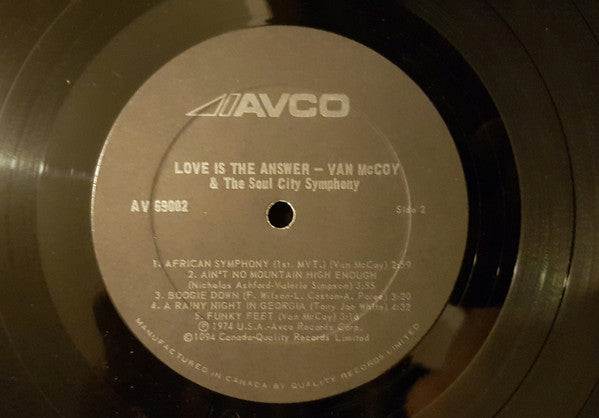 AVCO
LOVE IS THE ANSWER — VAN McCOY
& The Soul City Symphony
AV 69002
Side 2
1. AFRICAN SYMPHONY (1st. MVT.) (Van McCoy) 2:59
2. AIN'T NO MOUNTAIN HIGH ENOUGH
(Nicholas Ashford-Valerie Simpson) 3:55
3. BOOGIE DOWN (F. Wilson-L. Caston-A. Poree) 3:20
4. A RAINY NIGHT IN GEORGIA (Tony Joe White) 4:32
5. FUNKY FEET (Van McCoy) 3:16
Ⓟ 1974 U.S.A.-Avco Records Corp.
©1094 Canada-Quality Records Limited
MANUFACTURED IN CANADA BY QUALITY RECORDS LIMITED